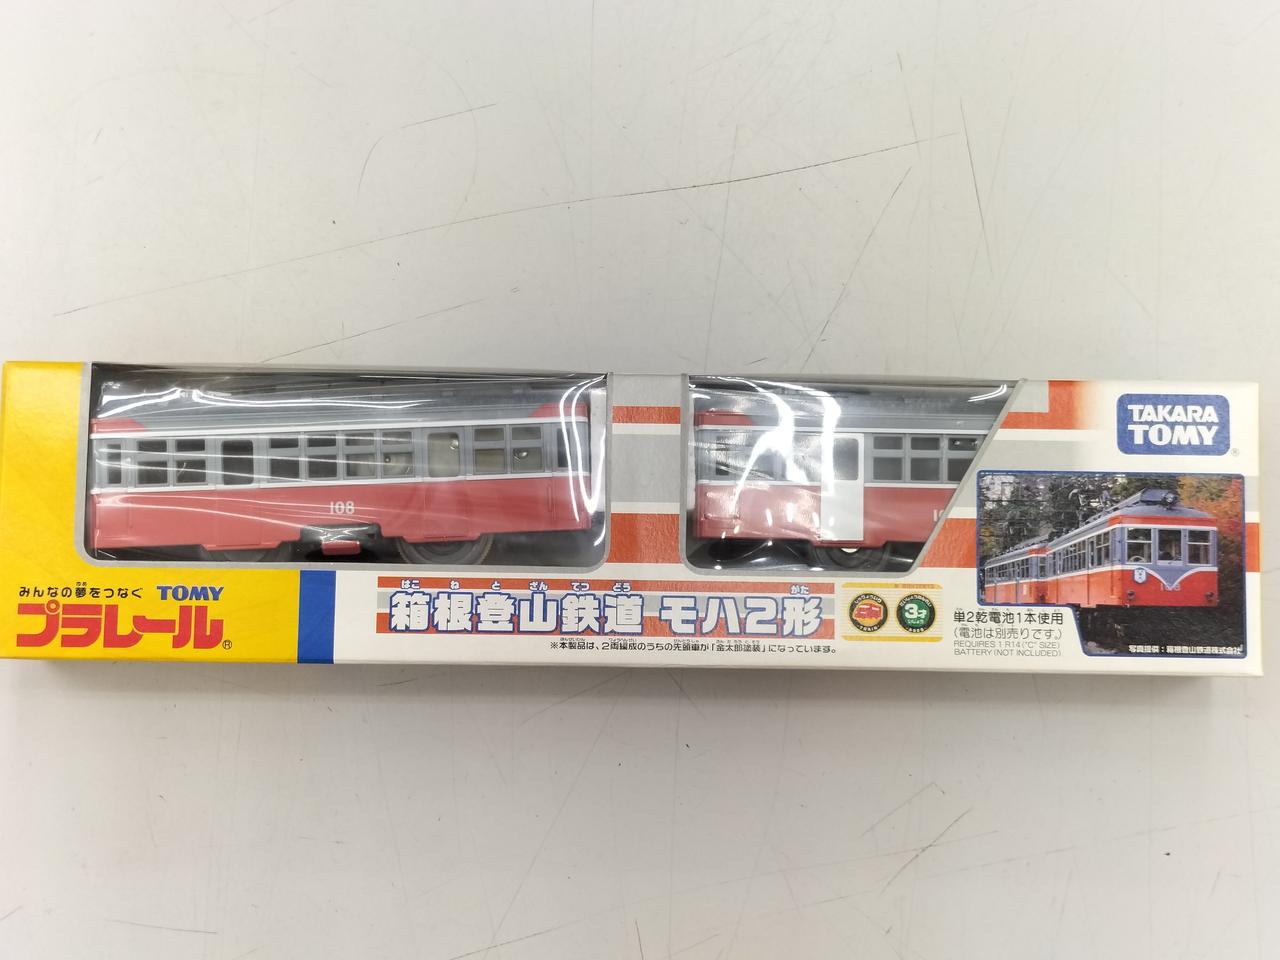 みんなの夢をつなぐ TOMY
ゆめ
プラレール®
108
はこ ね と ざん てつ どう がた
箱根登山鉄道 モハ2形
※本製品は、2両編成のうちの先頭車が「金太郎塗装」になっています。
TAKARA
TOMY®
単2乾電池1本使用
(電池は別売りです。)
REQUIRES 1 R14 ("C" SIZE)
BATTERY (NOT INCLUDED)
写真提供:箱根登山鉄道株式会社